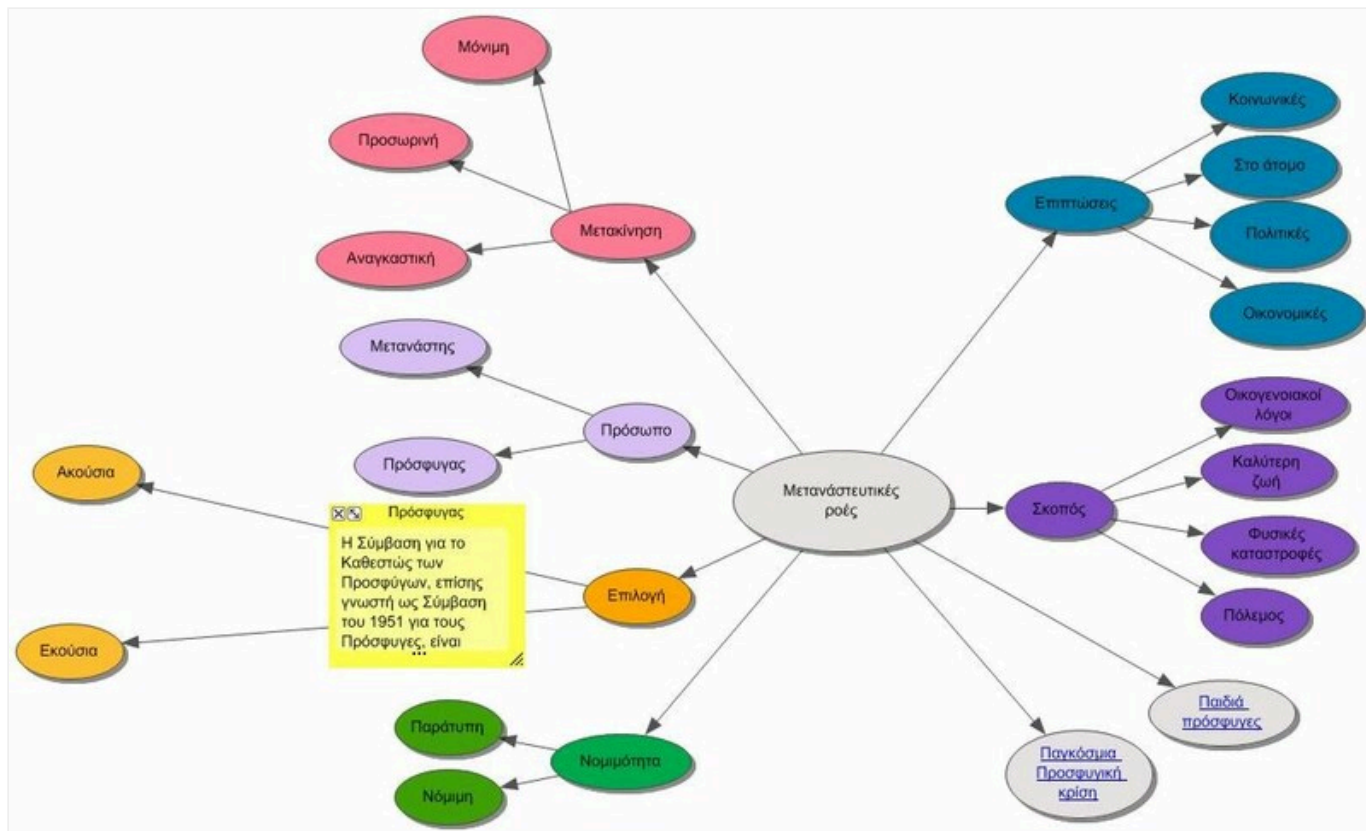 Μόνιμη
Προσωρινή
Αναγκαστική
Μετακίνηση
Κοινωνικές
Στο άτομο
Επιπτώσεις
Πολιτικές
Οικονομικές
Μετανάστης
Πρόσωπο
Πρόσφυγας
Οικογενοιακοί
λόγοι
Καλύτερη
ζωή
Σκοπός
Φυσικές
καταστροφές
Πόλεμος
Μετανάστευτικές
ροές
Ακούσια
Εκούσια
Επιλογή
Πρόσφυγας
Η Σύμβαση για το
Καθεστώς των
Προσφύγων, επίσης
γνωστή ως Σύμβαση
του 1951 για τους
Πρόσφυγες, είναι
...
Παράτυπη
Νομιμότητα
Νόμιμη
Παιδιά
πρόσφυγες
Παγκόσμια
Προσφυγική
κρίση